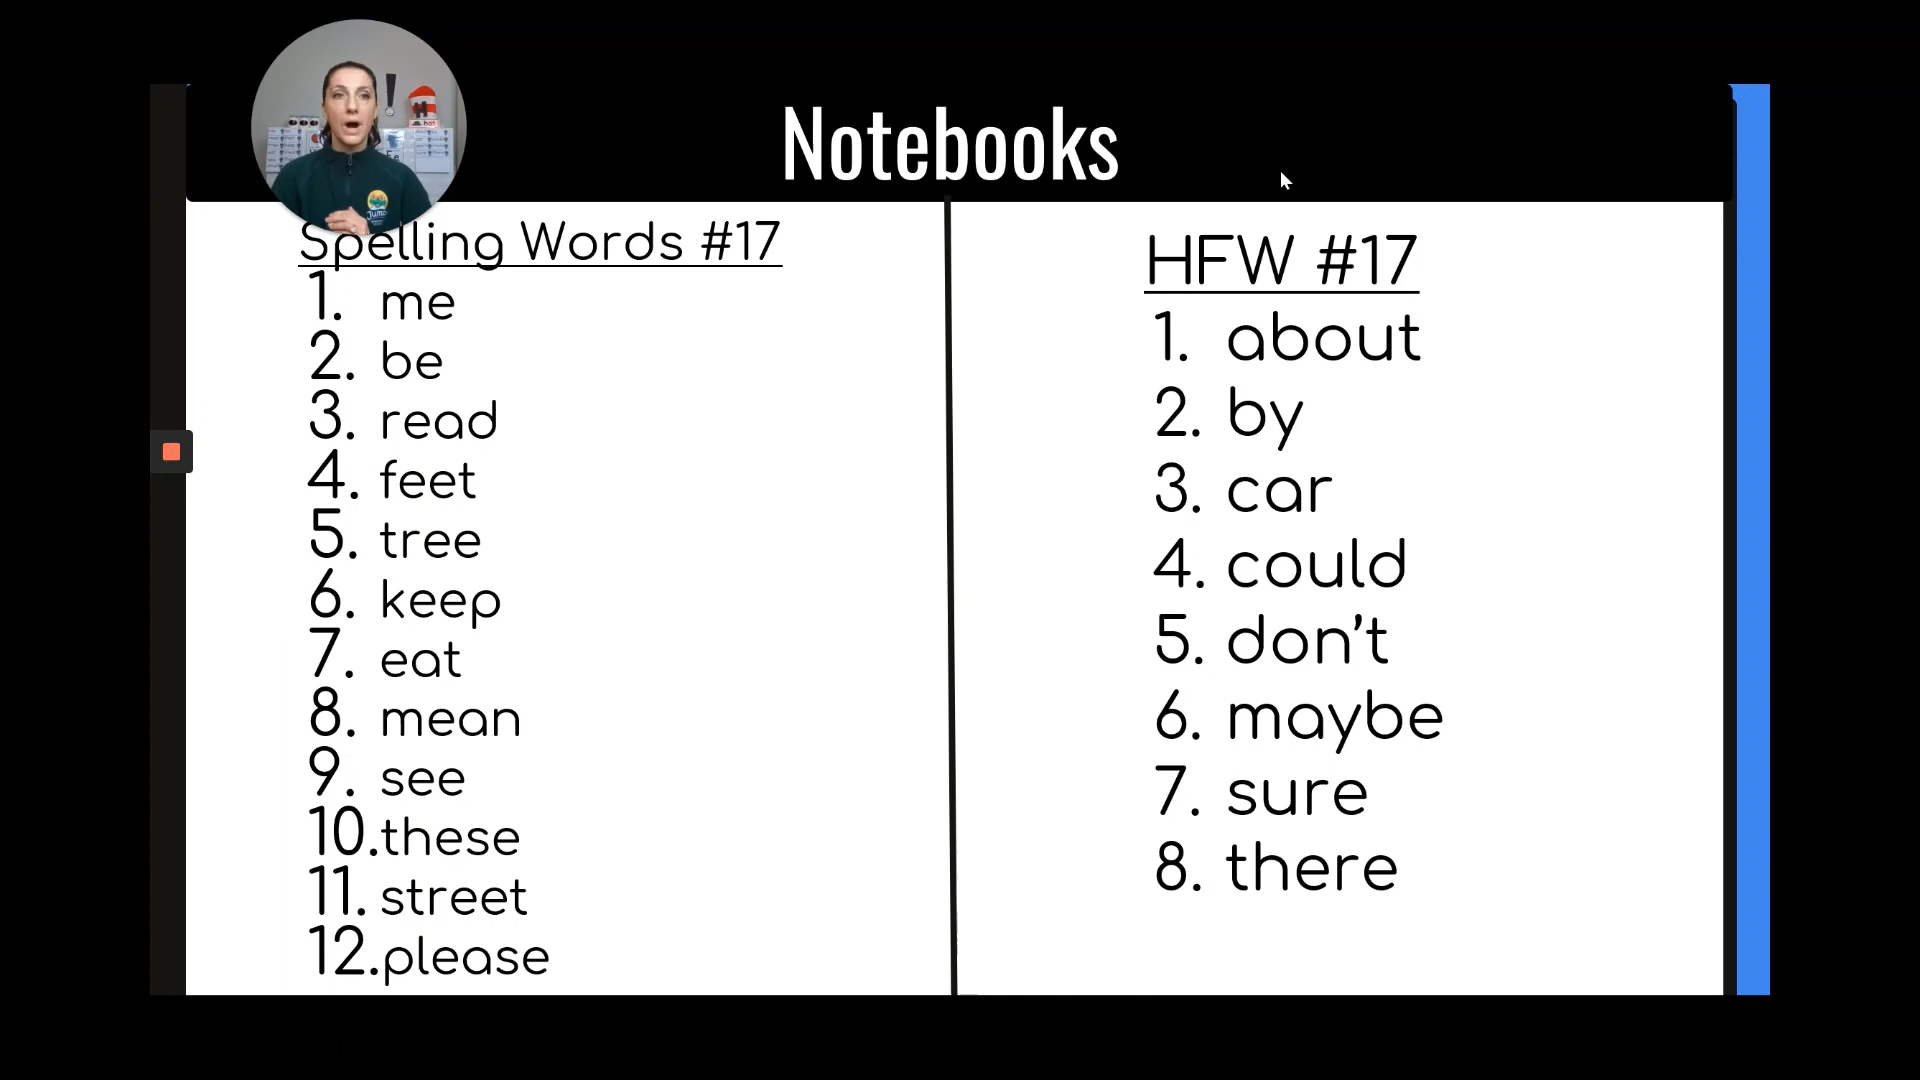 Notebooks
Spelling Words #17
1. me
2. be
3. read
4. feet
5. tree
6. keep
7. eat
8. mean
9. see
10. these
11. street
12. please
HFW #17
1. about
2. by
3. car
4. could
5. don’t
6. maybe
7. sure
8. there
hat
Jump